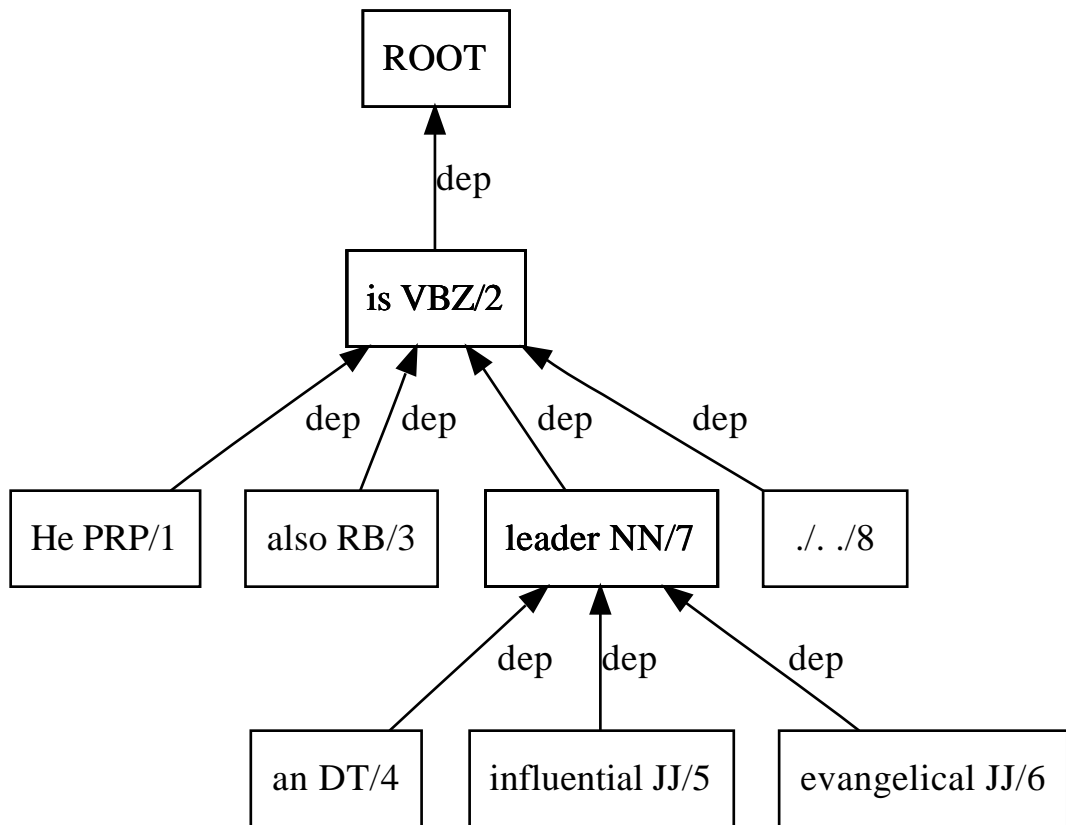 ROOT
dep
is VBZ/2
dep dep dep dep
He PRP/1 also RB/3 leader NN/7 ./. ./8
dep dep dep
an DT/4 influential JJ/5 evangelical JJ/6